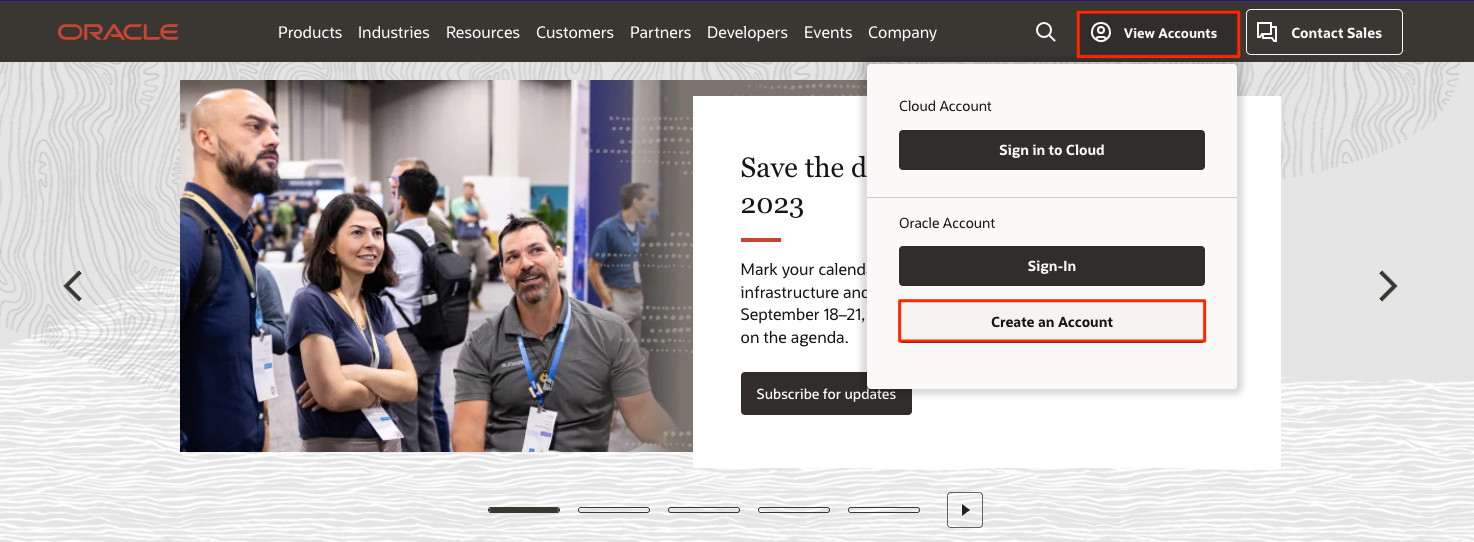 ORACLE
Products Industries Resources Customers Partners Developers Events Company
View Accounts
Contact Sales
Cloud Account
Sign in to Cloud
Oracle Account
Sign-In
Create an Account
Save the d
2023
Mark your calend
infrastructure and
September 18–21,
on the agenda.
Subscribe for updates